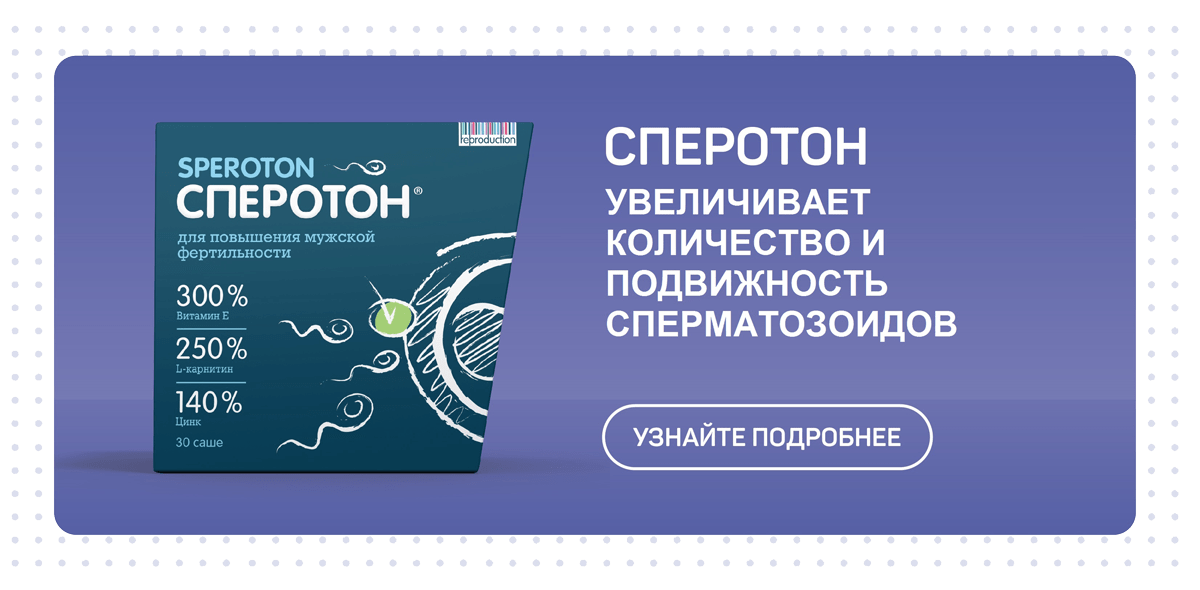 reproduction
SPEROTON
СПЕРОТОН®
для повышения мужской
фертильности
300%
Витамин Е
250%
L-карнитин
140%
Цинк
30 саше
СПЕРОТОН
УВЕЛИЧИВАЕТ
КОЛИЧЕСТВО И
ПОДВИЖНОСТЬ
СПЕРМАТОЗОИДОВ
УЗНАЙТЕ ПОДРОБНЕЕ